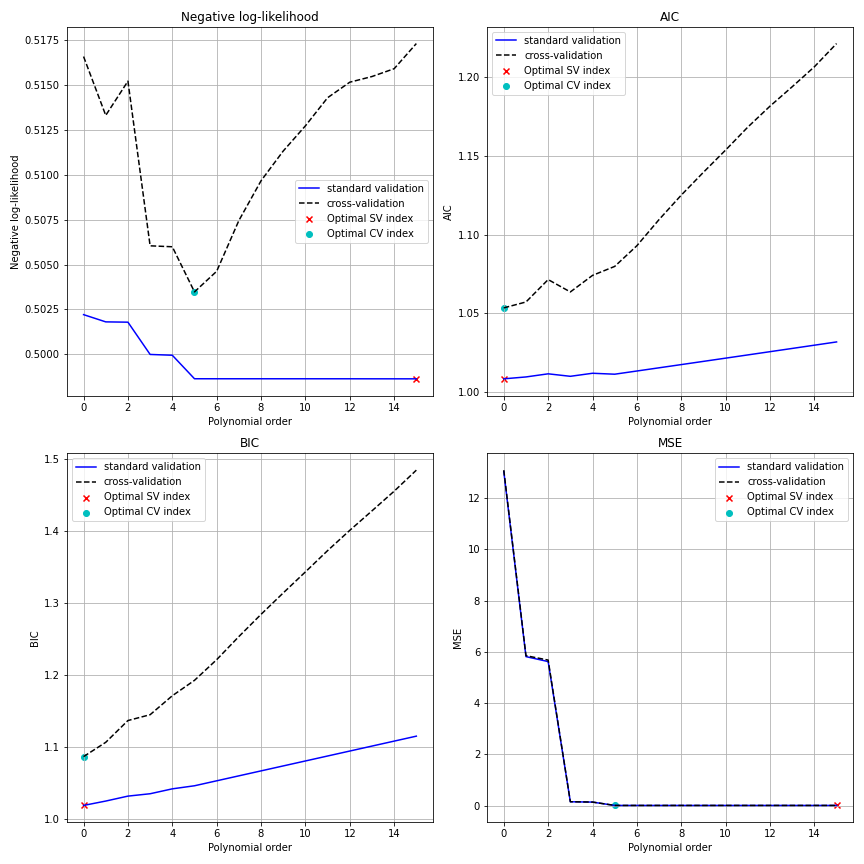 Negative log-likelihood
Negative log-likelihood
0.5175
0.5150
0.5125
0.5100
0.5075
0.5050
0.5025
0.5000
standard validation
cross-validation
Optimal SV index
Optimal CV index
0 2 4 6 8 10 12 14
Polynomial order
AIC
AIC
1.20
1.15
1.10
1.05
1.00
standard validation
cross-validation
Optimal SV index
Optimal CV index
0 2 4 6 8 10 12 14
Polynomial order
BIC
BIC
1.5
1.4
1.3
1.2
1.1
1.0
standard validation
cross-validation
Optimal SV index
Optimal CV index
0 2 4 6 8 10 12 14
Polynomial order
MSE
MSE
12
10
8
6
4
2
0
standard validation
cross-validation
Optimal SV index
Optimal CV index
0 2 4 6 8 10 12 14
Polynomial order